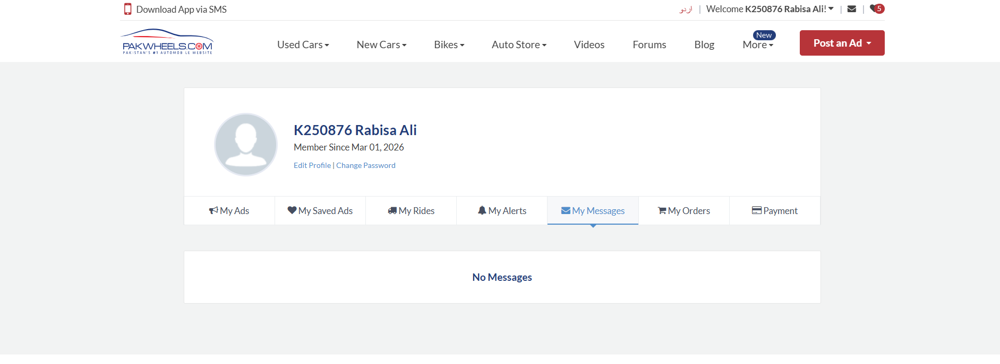 Download App via SMS
اردو | Welcome K250876 Rabisa Ali! | | 5
PAKWHEELS.COM
PAKISTAN'S #1 AUTOMOB LE WEBSITE
Used Cars New Cars Bikes Auto Store Videos Forums Blog More New Post an Ad
K250876 Rabisa Ali
Member Since Mar 01, 2026
Edit Profile | Change Password
My Ads My Saved Ads My Rides My Alerts My Messages My Orders Payment
No Messages